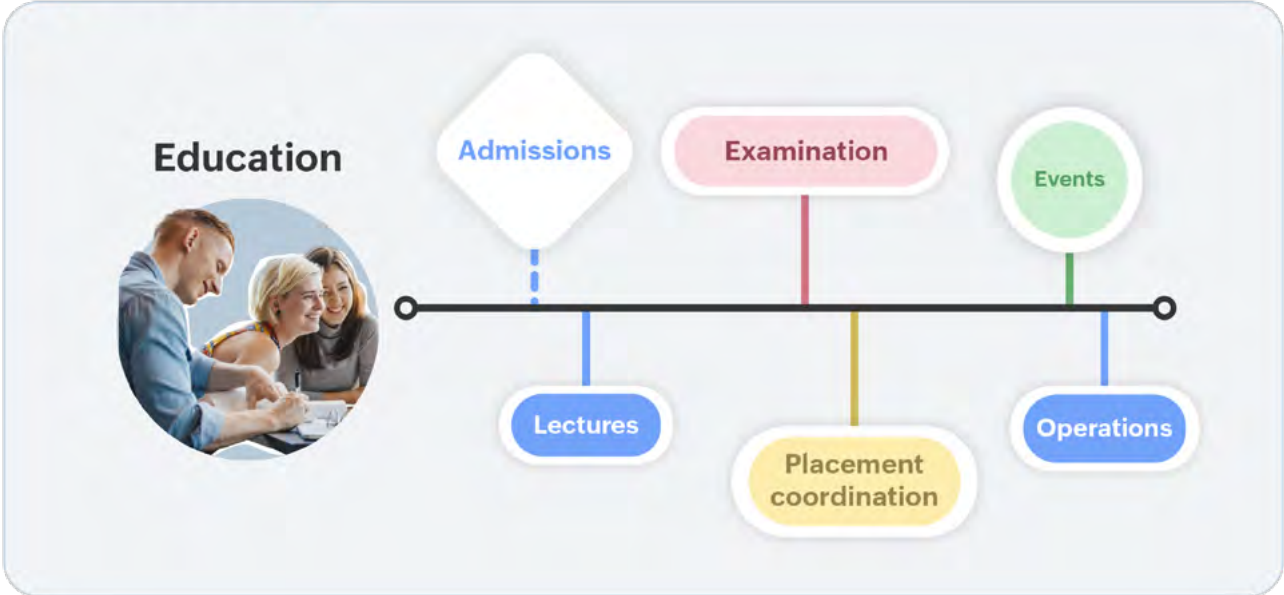 Education
Admissions
Examination
Events
Lectures
Placement
coordination
Operations